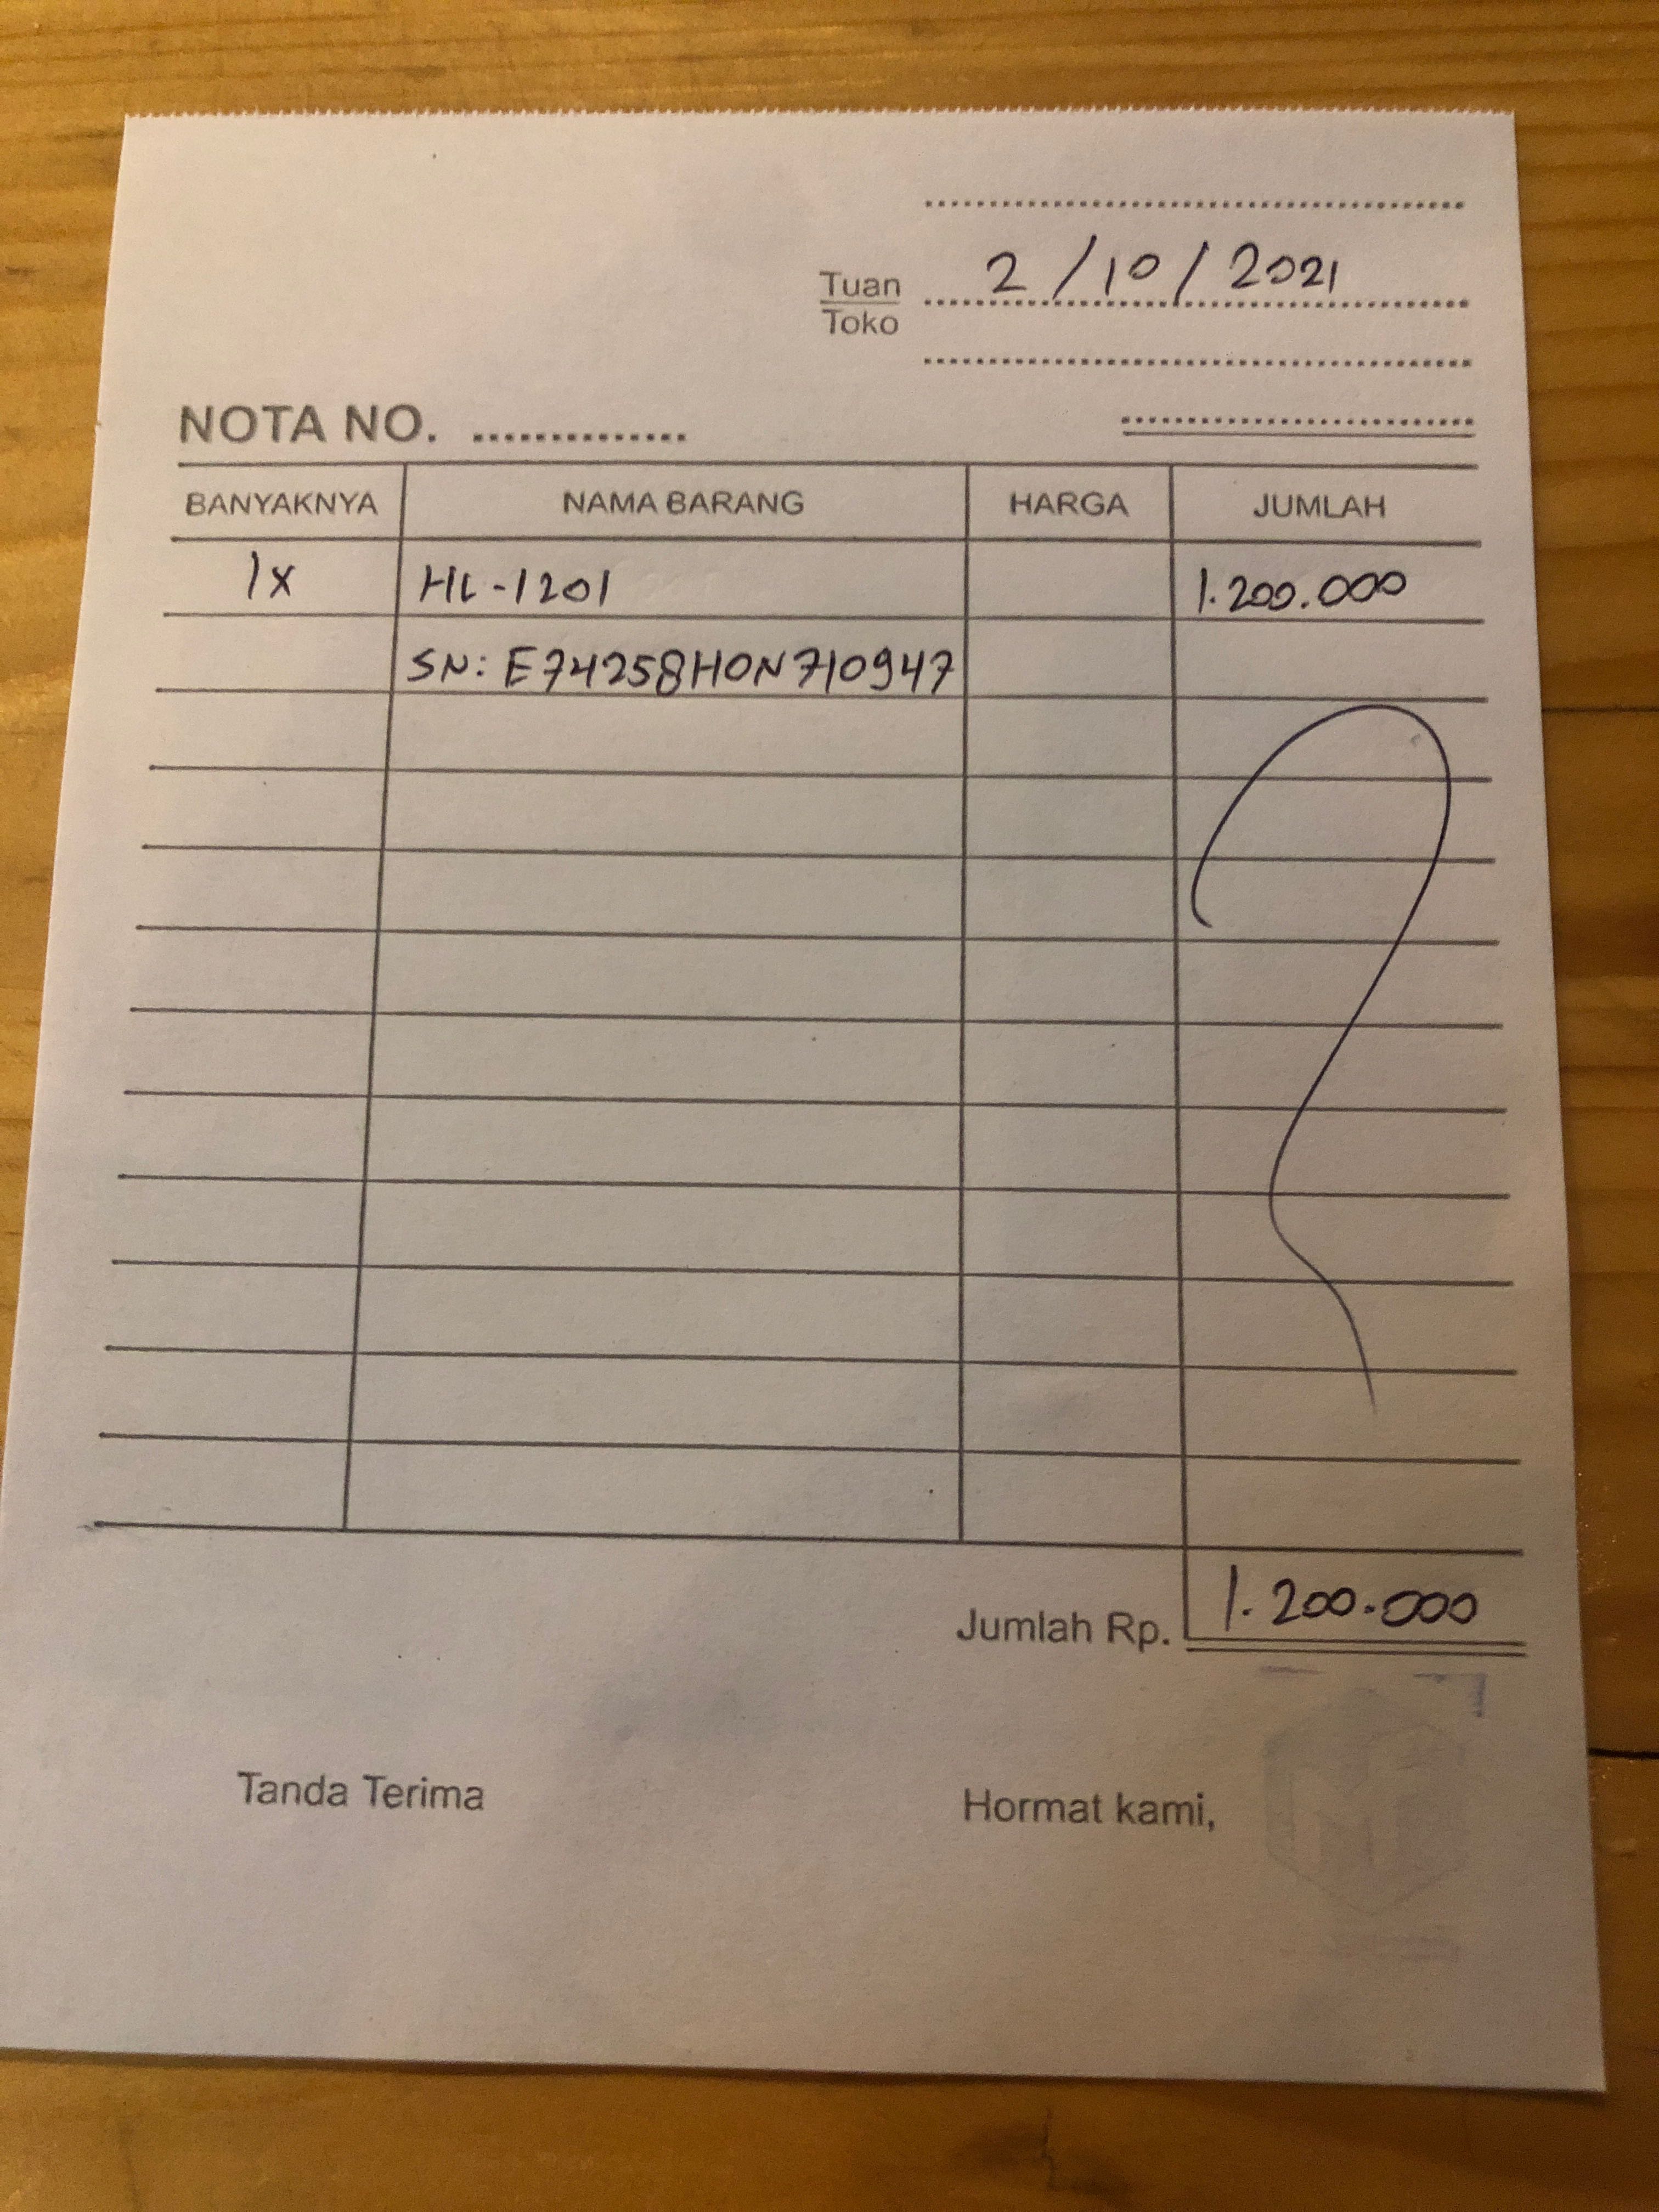 2/10/2021
Tuan
Toko
NOTA NO. ..............
BANYAKNYA NAMA BARANG HARGA JUMLAH
1x HL-1201 1.200.000
SN: E74258H0N710947
Jumlah Rp. 1.200.000
Tanda Terima Hormat kami,